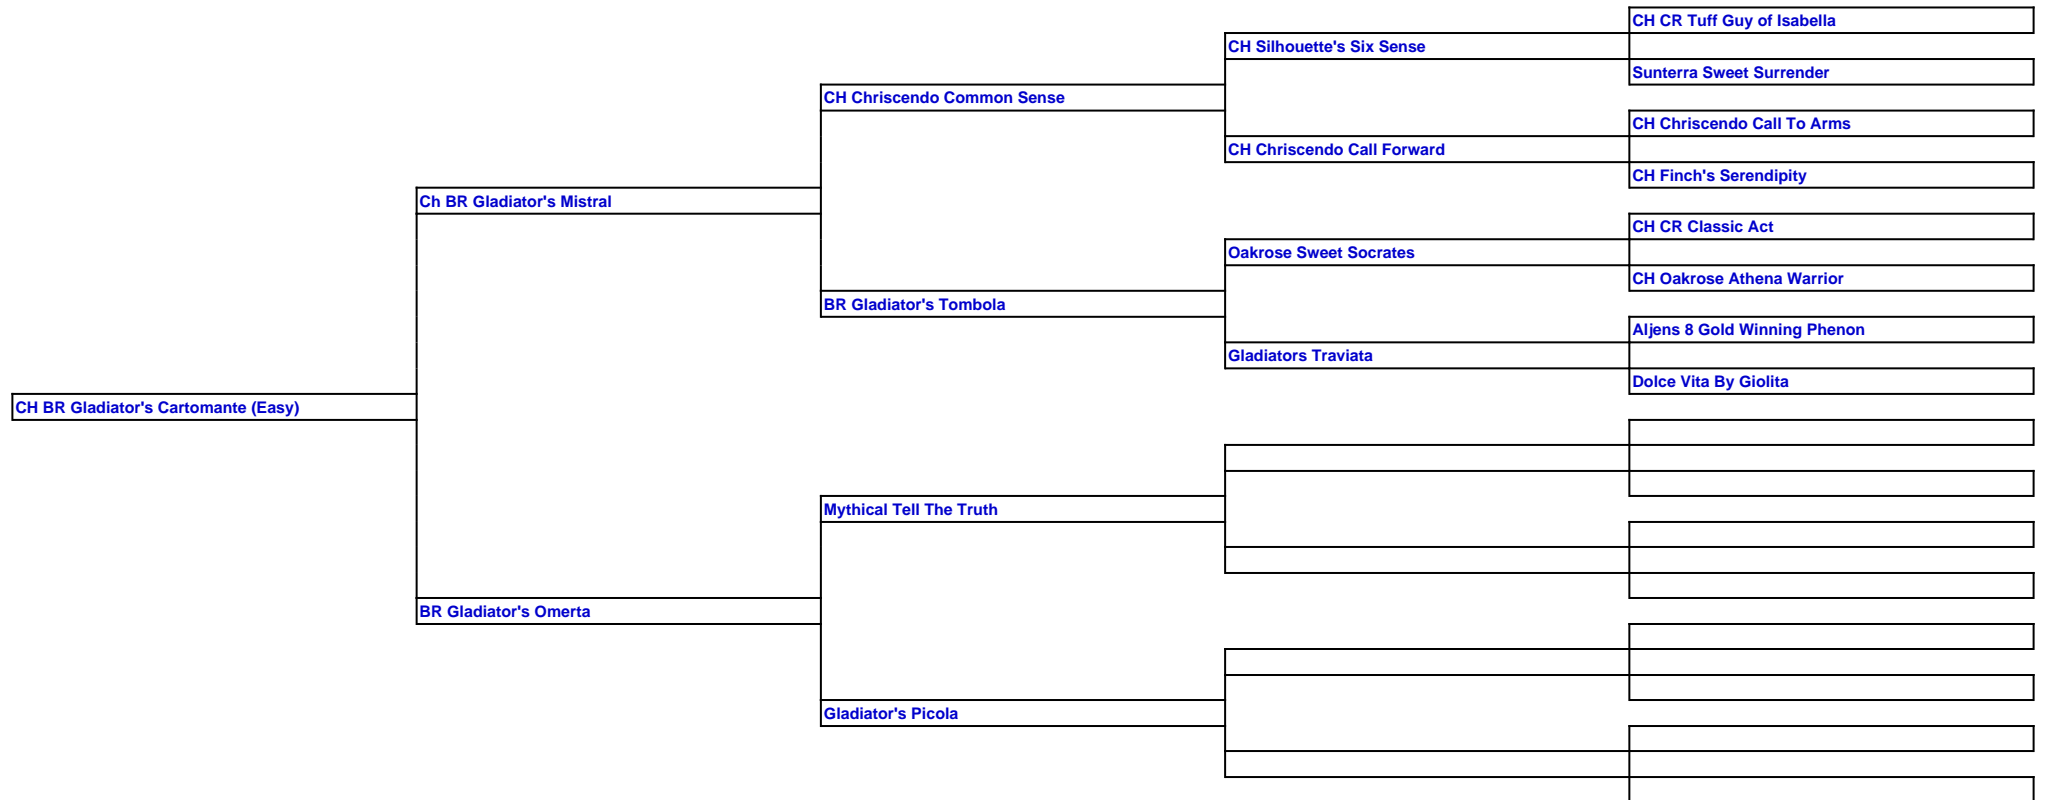 CH CR Tuff Guy of Isabella
CH Silhouette's Six Sense
Sunterra Sweet Surrender
CH Chriscendo Common Sense
CH Chriscendo Call To Arms
CH Chriscendo Call Forward
CH Finch's Serendipity
Ch BR Gladiator's Mistral
CH CR Classic Act
Oakrose Sweet Socrates
CH Oakrose Athena Warrior
BR Gladiator's Tombola
Aljens 8 Gold Winning Phenon
Gladiators Traviata
Dolce Vita By Giolita
CH BR Gladiator's Cartomante (Easy)
Mythical Tell The Truth
BR Gladiator's Omerta
Gladiator's Picola